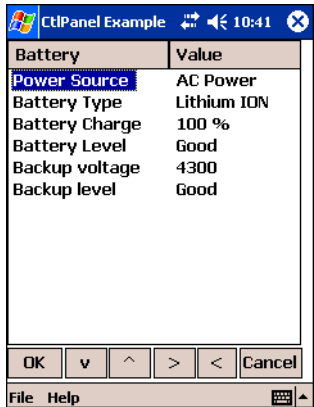 CtlPanel Example 10:41
Battery Value
Power Source AC Power
Battery Type Lithium ION
Battery Charge 100 %
Battery Level Good
Backup voltage 4300
Backup level Good
OK v ^ > < Cancel
File Help